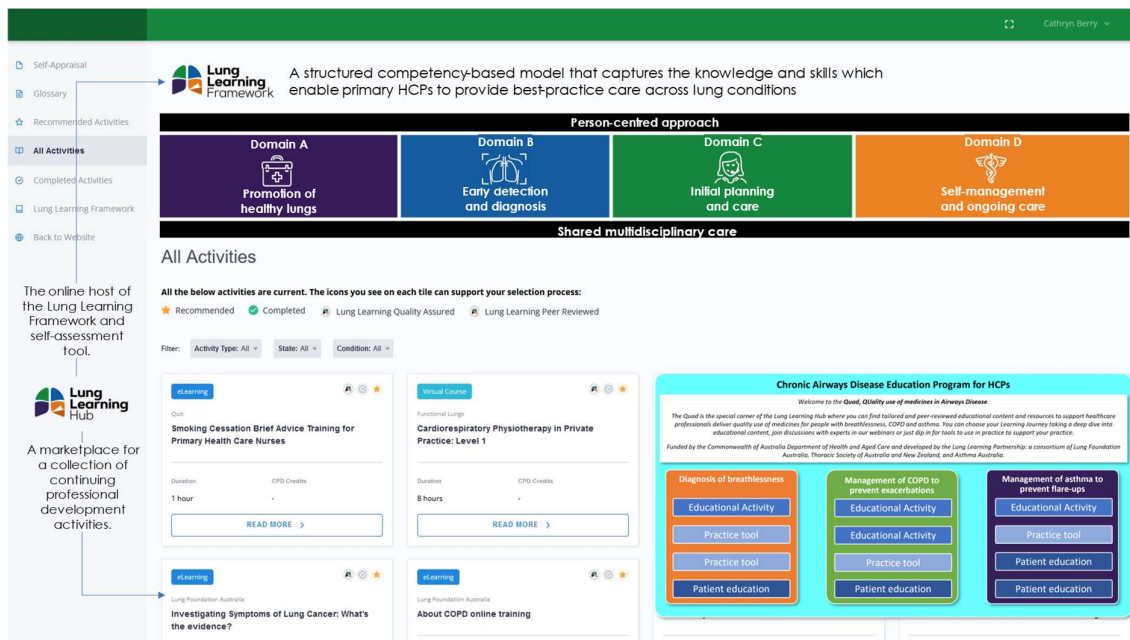 Cathryn Berry
Self-Appraisal
Glossary
Recommended Activities
All Activities
Completed Activities
Lung Learning Framework
Back to Website
The online host of
the Lung Learning
Framework and
self-assessment
tool.
Lung
Learning
Hub
A marketplace for
a collection of
continuing
professional
development
activities.
Lung
Learning
Framework
A structured competency-based model that captures the knowledge and skills which
enable primary HCPs to provide best-practice care across lung conditions
Person-centred approach
Domain A
Promotion of
healthy lungs
Domain B
Early detection
and diagnosis
Domain C
Initial planning
and care
Domain D
Self-management
and ongoing care
Shared multidisciplinary care
All Activities
All the below activities are current. The icons you see on each tile can support your selection process:
Recommended Completed Lung Learning Quality Assured Lung Learning Peer Reviewed
Filter: Activity Type: All State: All Condition: All
eLearning
Quit
Smoking Cessation Brief Advice Training for
Primary Health Care Nurses
Duration CPD Credits
1 hour -
READ MORE >
Virtual Course
Functional Lungs
Cardiorespiratory Physiotherapy in Private
Practice: Level 1
Duration CPD Credits
8 hours -
READ MORE >
Chronic Airways Disease Education Program for HCPs
Welcome to the Quad, QUality use of medicines in Airways Disease.
The Quad is the special corner of the Lung Learning Hub where you can find tailored and peer-reviewed educational content and resources to support healthcare
professionals deliver quality use of medicines for people with breathlessness, COPD and asthma. You can choose your Learning Journey taking a deep dive into
educational content, join discussions with experts in our webinars or just dip in for tools to use in practice to support your practice.
Funded by the Commonwealth of Australia Department of Health and Aged Care and developed by the Lung Learning Partnership: a consortium of Lung Foundation
Australia, Thoracic Society of Australia and New Zealand, and Asthma Australia.
Diagnosis of breathlessness
Educational Activity
Practice tool
Practice tool
Patient education
Management of COPD to
prevent exacerbations
Educational Activity
Educational Activity
Practice tool
Patient education
Management of asthma to
prevent flare-ups
Educational Activity
Practice tool
Patient education
Patient education
eLearning
Lung Foundation Australia
Investigating Symptoms of Lung Cancer: What's
the evidence?
eLearning
Lung Foundation Australia
About COPD online training